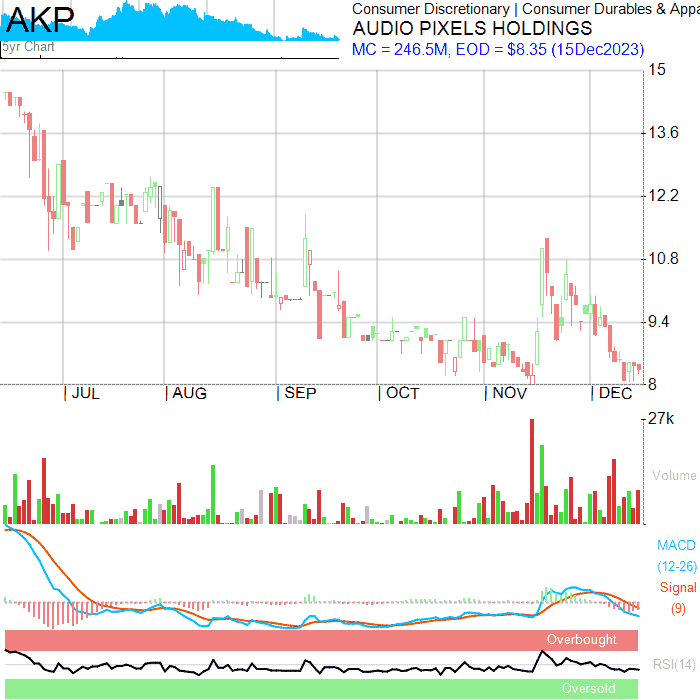 AKP
5yr Chart
Consumer Discretionary | Consumer Durables & Appa
AUDIO PIXELS HOLDINGS
MC = 246.5M, EOD = $8.35 (15Dec2023)
15
13.6
12.2
10.8
9.4
8
| JUL | AUG | SEP | OCT | NOV | DEC
27k
Volume
MACD
(12-26)
Signal
(9)
Overbought
RSI(14)
Oversold